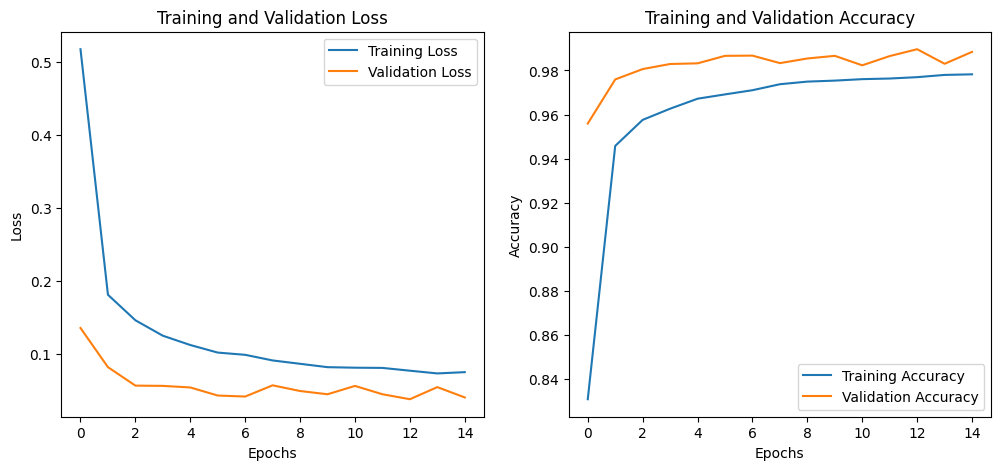 Training and Validation Loss
Training Loss
Validation Loss
0.5
0.4
0.3
0.2
0.1
Loss
0 2 4 6 8 10 12 14
Epochs
Training and Validation Accuracy
0.98
0.96
0.94
0.92
0.90
0.88
0.86
0.84
Accuracy
Training Accuracy
Validation Accuracy
0 2 4 6 8 10 12 14
Epochs